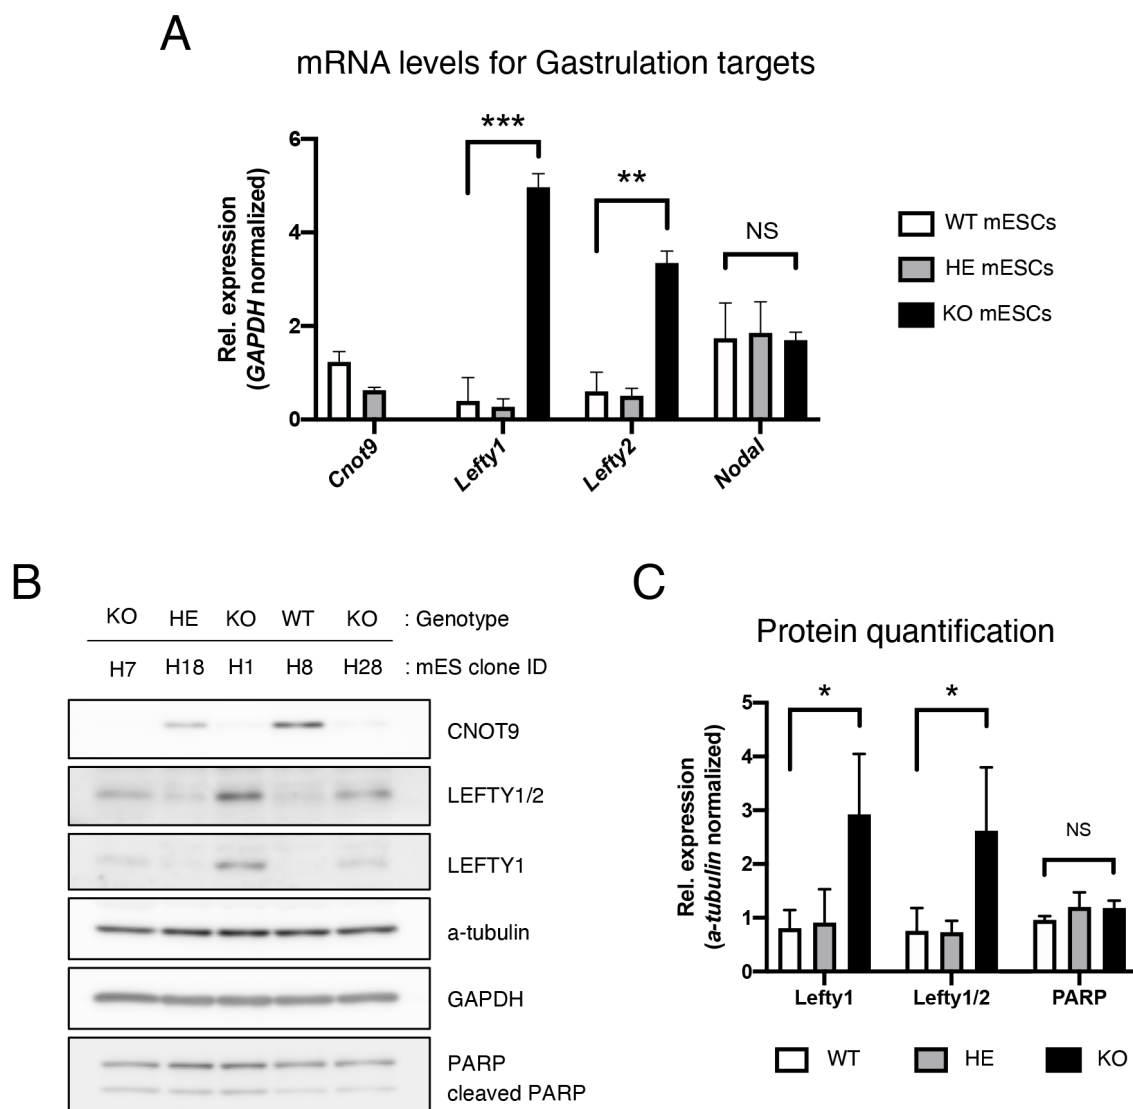 A
mRNA levels for Gastrulation targets
Rel. expression
(GAPDH normalized)
6
4
2
0
***
**
NS
Cnot9
Lefty1
Lefty2
Nodal
WT mESCs
HE mESCs
KO mESCs
B
KO HE KO WT KO : Genotype
H7 H18 H1 H8 H28 : mES clone ID
CNOT9
LEFTY1/2
LEFTY1
a-tubulin
GAPDH
PARP
cleaved PARP
C
Protein quantification
Rel. expression
(a-tubulin normalized)
5
4
3
2
1
0
*
*
NS
Lefty1 Lefty1/2 PARP
WT HE KO